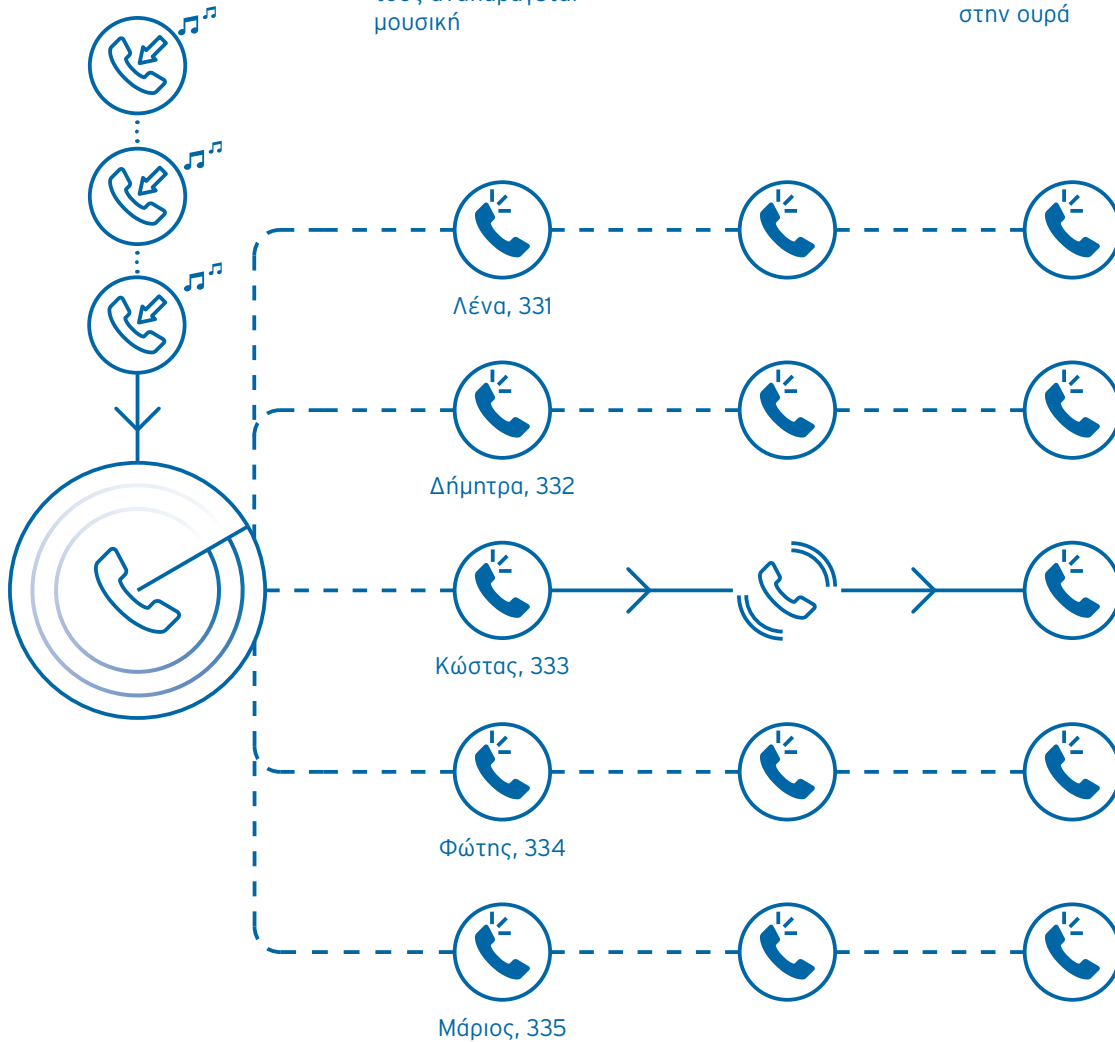 μουσική
στην ουρά
Λένα, 331
Δήμητρα, 332
Κώστας, 333
Φώτης, 334
Μάριος, 335